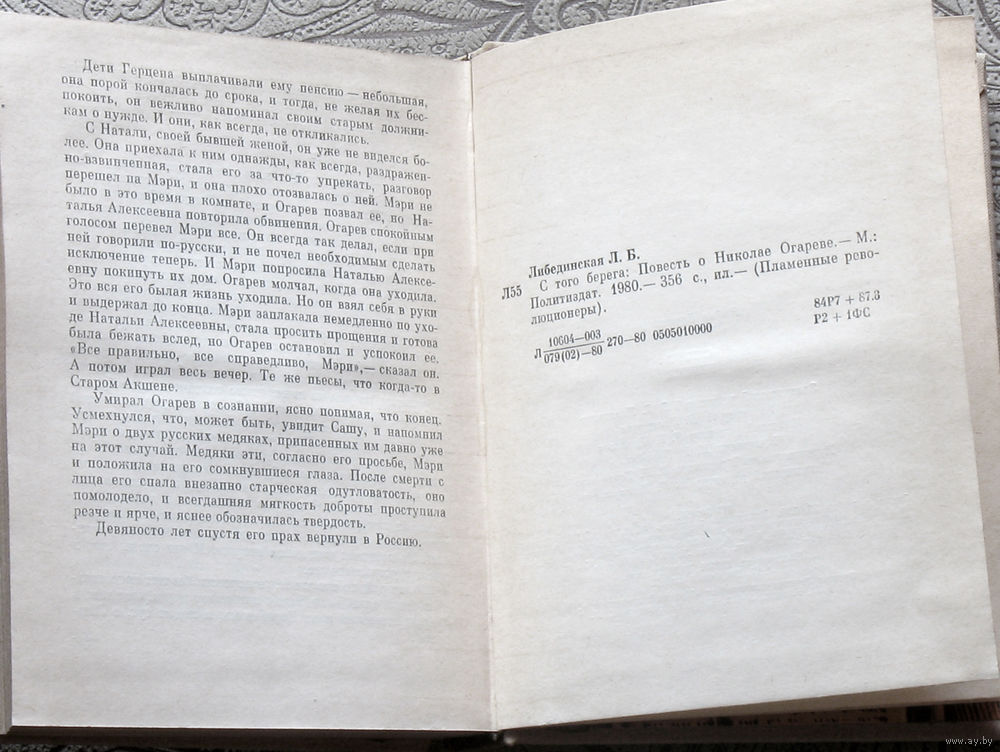 Дети Герцена выплачивали ему пенсию — небольшая,
она порой кончалась до срока, и тогда, не желая их бес-
покоить, он вежливо напоминал своим старым должни-
кам о нужде. И они, как всегда, не откликались.
С Натали, своей бывшей женой, он уже не виделся бо-
лее. Она приехала к ним однажды, как всегда, раздражен-
но-взвинченная, стала его за что-то упрекать, разговор
перешел на Мэри, и она плохо отозвалась о ней. Мэри не
было в это время в комнате, и Огарев позвал ее, но На-
талья Алексеевна повторила обвинения. Огарев спокойным
голосом перевел Мэри все. Он всегда так делал, если при
ней говорили по-русски, и не почел необходимым сделать
исключение теперь. И Мэри попросила Наталью Алексе-
евну покинуть их дом. Огарев молчал, когда она уходила.
Это вся его былая жизнь уходила. Но он взял себя в руки
и выдержал до конца. Мэри заплакала немедленно по ухо-
де Натальи Алексеевны, стала просить прощения и готова
была бежать вслед, но Огарев остановил и успокоил ее.
«Все правильно, все справедливо, Мэри»,— сказал он.
А потом играл весь вечер. Те же пьесы, что когда-то в
Старом Акшене.
Умирал Огарев в сознании, ясно понимая, что конец.
Усмехнулся, что, может быть, увидит Сашу, и напомнил
Мэри о двух русских медяках, припасенных им давно уже
на этот случай. Медяки эти, согласно его просьбе, Мэри
и положила на его сомкнувшиеся глаза. После смерти с
лица его спала внезапно старческая одутловатость, оно
помолодело, и всегдашняя мягкость доброты проступила
резче и ярче, и яснее обозначилась твердость.
Девяносто лет спустя его прах вернули в Россию.
Либединская Л. Б.
Л55 С того берега: Повесть о Николае Огареве.— М.:
Политиздат. 1980.— 356 с., ил.— (Пламенные рево-
люционеры).
84Р7 + 87.3
Р2 + 1ФС
Л 10604—003
079(02)—80 270—80 0505010000
www.ay.by